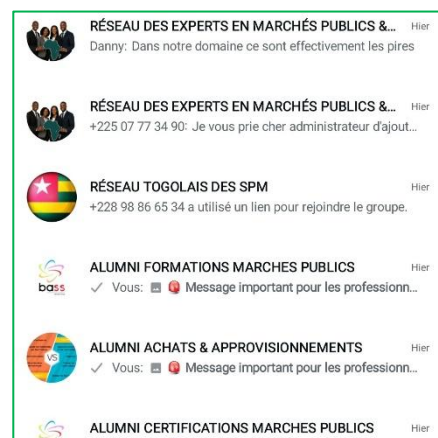 RÉSEAU DES EXPERTS EN MARCHÉS PUBLICS &... Hier
Danny: Dans notre domaine ce sont effectivement les pires
RÉSEAU DES EXPERTS EN MARCHÉS PUBLICS &... Hier
+225 07 77 34 90: Je vous prie cher administrateur d'ajout...
RÉSEAU TOGOLAIS DES SPM Hier
+228 98 86 65 34 a utilisé un lien pour rejoindre le groupe.
ALUMNI FORMATIONS MARCHES PUBLICS Hier
bass
Vous: Message important pour les professionn...
ALUMNI ACHATS & APPROVISIONNEMENTS Hier
VS
Vous: Message important pour les professionn...
ALUMNI CERTIFICATIONS MARCHES PUBLICS Hier